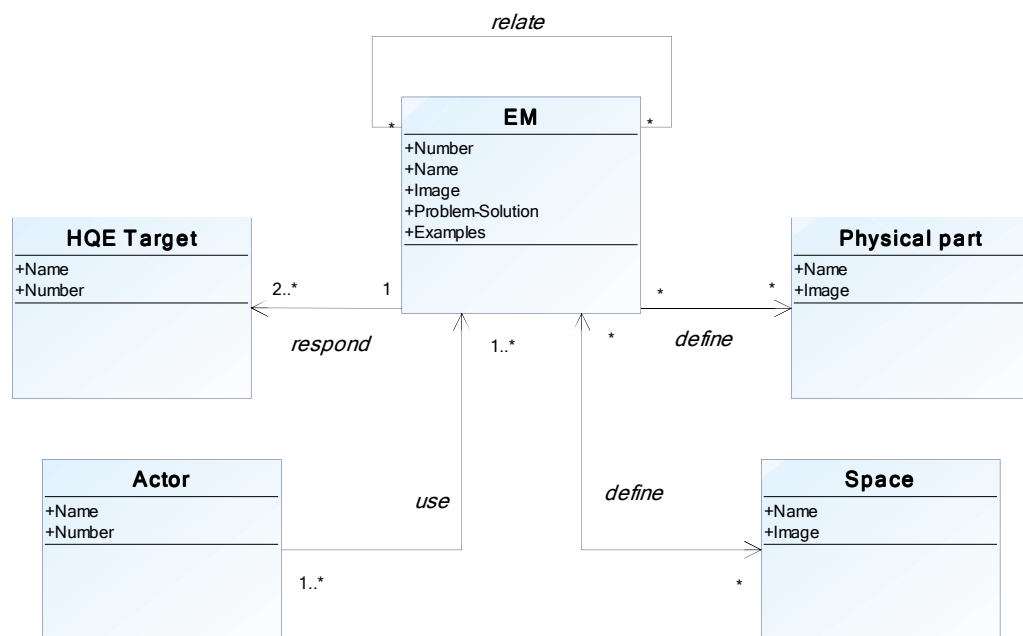 relate
EM
* *
+Number
+Name
+Image
+Problem-Solution
+Examples
HQE Target
+Name
+Number
Physical part
+Name
+Image
2..* 1
* *
respond
1..*
*
define
Actor
+Name
+Number
use
define
Space
+Name
+Image
1..*
*